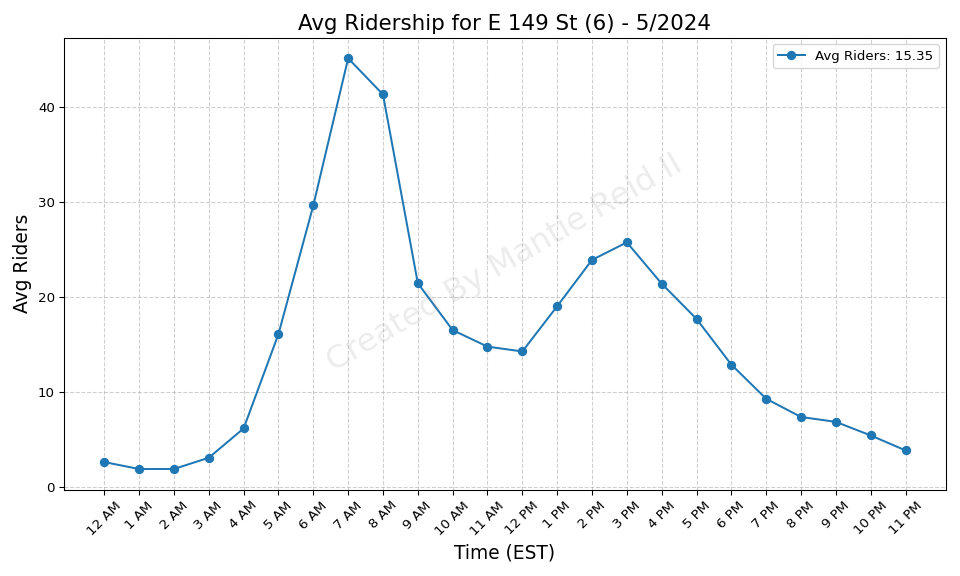 Avg Ridership for E 149 St (6) - 5/2024
Avg Riders: 15.35
Avg Riders
40
30
20
10
0
Created By Mantie Reid II
12 AM
1 AM
2 AM
3 AM
4 AM
5 AM
6 AM
7 AM
8 AM
9 AM
10 AM
11 AM
12 PM
1 PM
2 PM
3 PM
4 PM
5 PM
6 PM
7 PM
8 PM
9 PM
10 PM
11 PM
Time (EST)